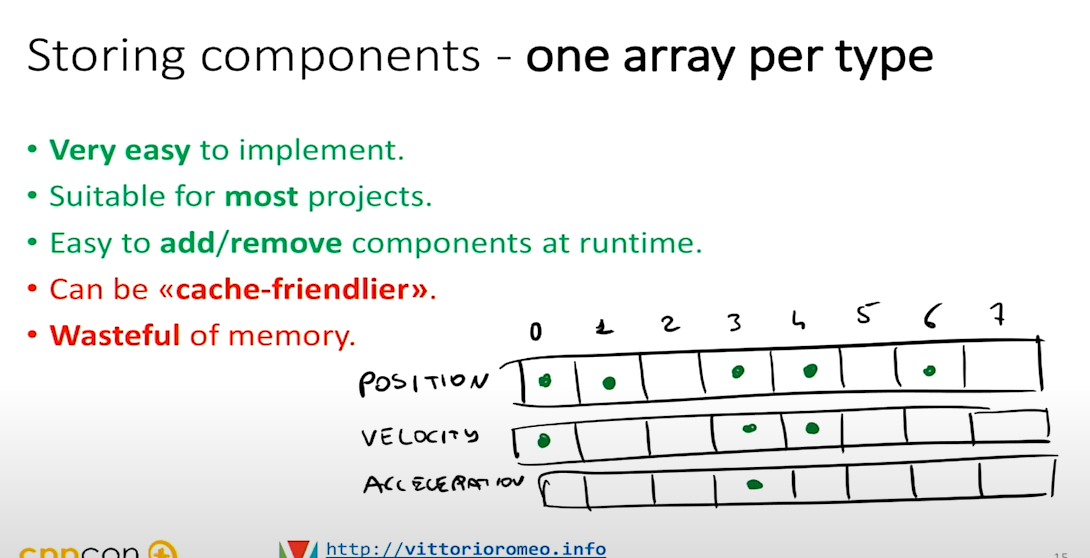 Storing components - one array per type
• Very easy to implement.
• Suitable for most projects.
• Easy to add/remove components at runtime.
• Can be «cache-friendlier».
• Wasteful of memory.
0 1 2 3 4 5 6 7
POSITION
VELOCITY
ACCELERATION
cppcon
http://vittorioromeo.info
15